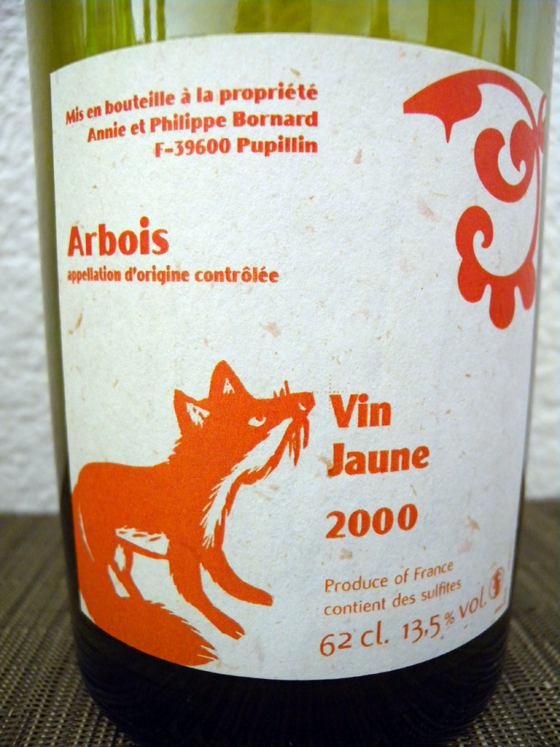 Mis en bouteille à la propriété
Annie et Philippe Bornard
F-39600 Pupillin
Arbois
appellation d'origine contrôlée
Vin
Jaune
2000
Produce of France
contient des sulfites
62 cl. 13,5 % vol.